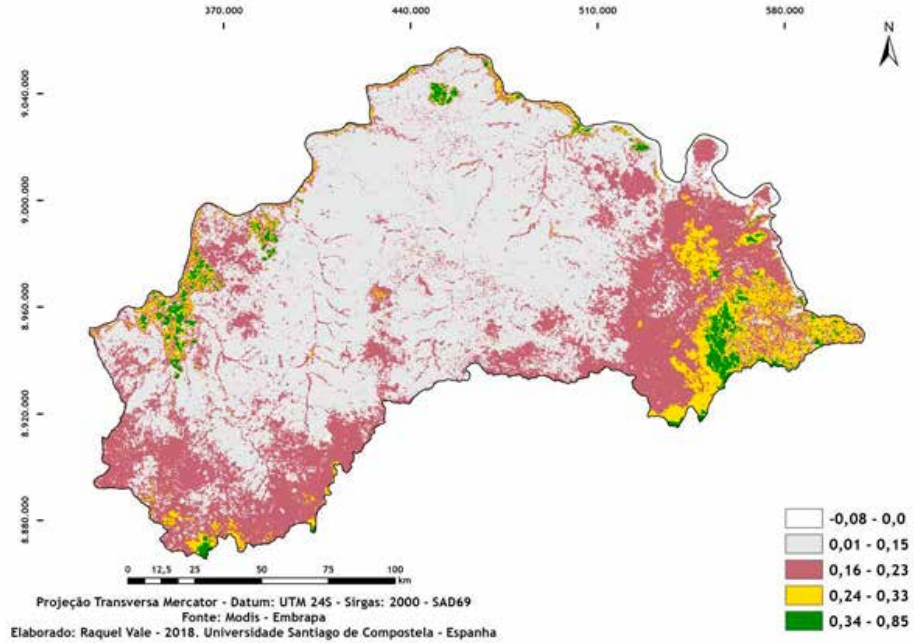 370.000 440.000 510.000 580.000
N
9.040.000
9.000.000
8.960.000
8.920.000
8.880.000
-0,08 - 0,0
0,01 - 0,15
0,16 - 0,23
0,24 - 0,33
0,34 - 0,85
0 12,5 25 50 75 100
km
Projeção Transversa Mercator - Datum: UTM 24S - Sirgas: 2000 - SAD69
Fonte: Modis - Embrapa
Elaborado: Raquel Vale - 2018. Universidade Santiago de Compostela - Espanha